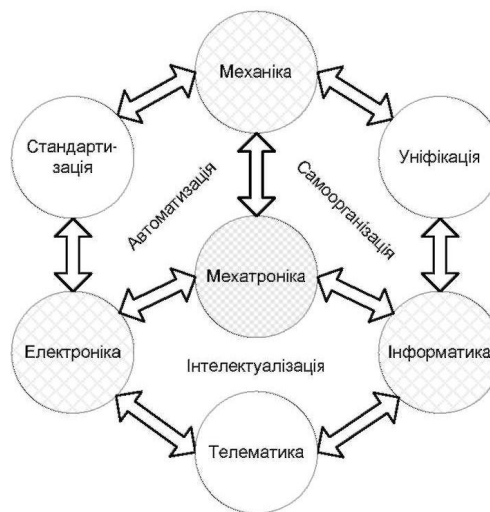 Механіка
Стандарти-
зація
Уніфікація
Автоматизація
Самоорганізація
Мехатроніка
Електроніка
Інформатика
Інтелектуалізація
Телематика